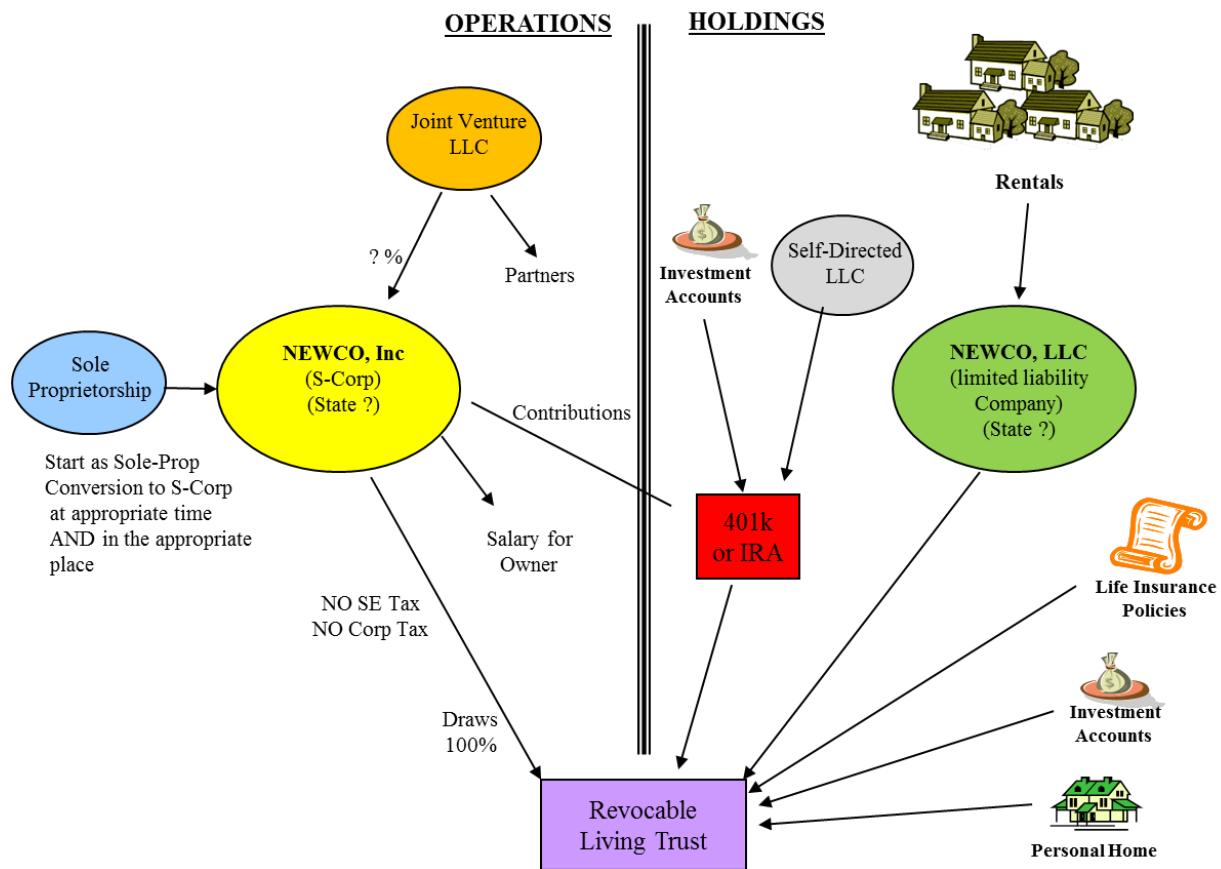 OPERATIONS
HOLDINGS
Joint Venture
LLC
? %
Partners
Sole
Proprietorship
NEWCO, Inc
(S-Corp)
(State ?)
Start as Sole-Prop
Conversion to S-Corp
at appropriate time
AND in the appropriate
place
Contributions
Salary for
Owner
NO SE Tax
NO Corp Tax
Draws
100%
Rentals
$
Investment
Accounts
Self-Directed
LLC
NEWCO, LLC
(limited liability
Company)
(State ?)
401k
or IRA
Life Insurance
Policies
$
Investment
Accounts
Personal Home
Revocable
Living Trust